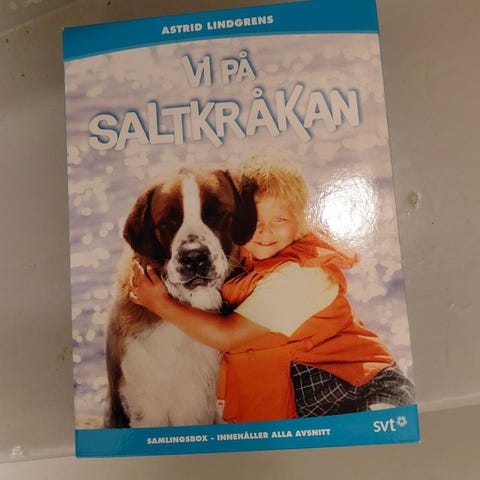 ASTRID LINDGRENS
VI PÅ
SALTKRÅKAN
SAMLINGSBOX - INNEHÅLLER ALLA AVSNITT
svt